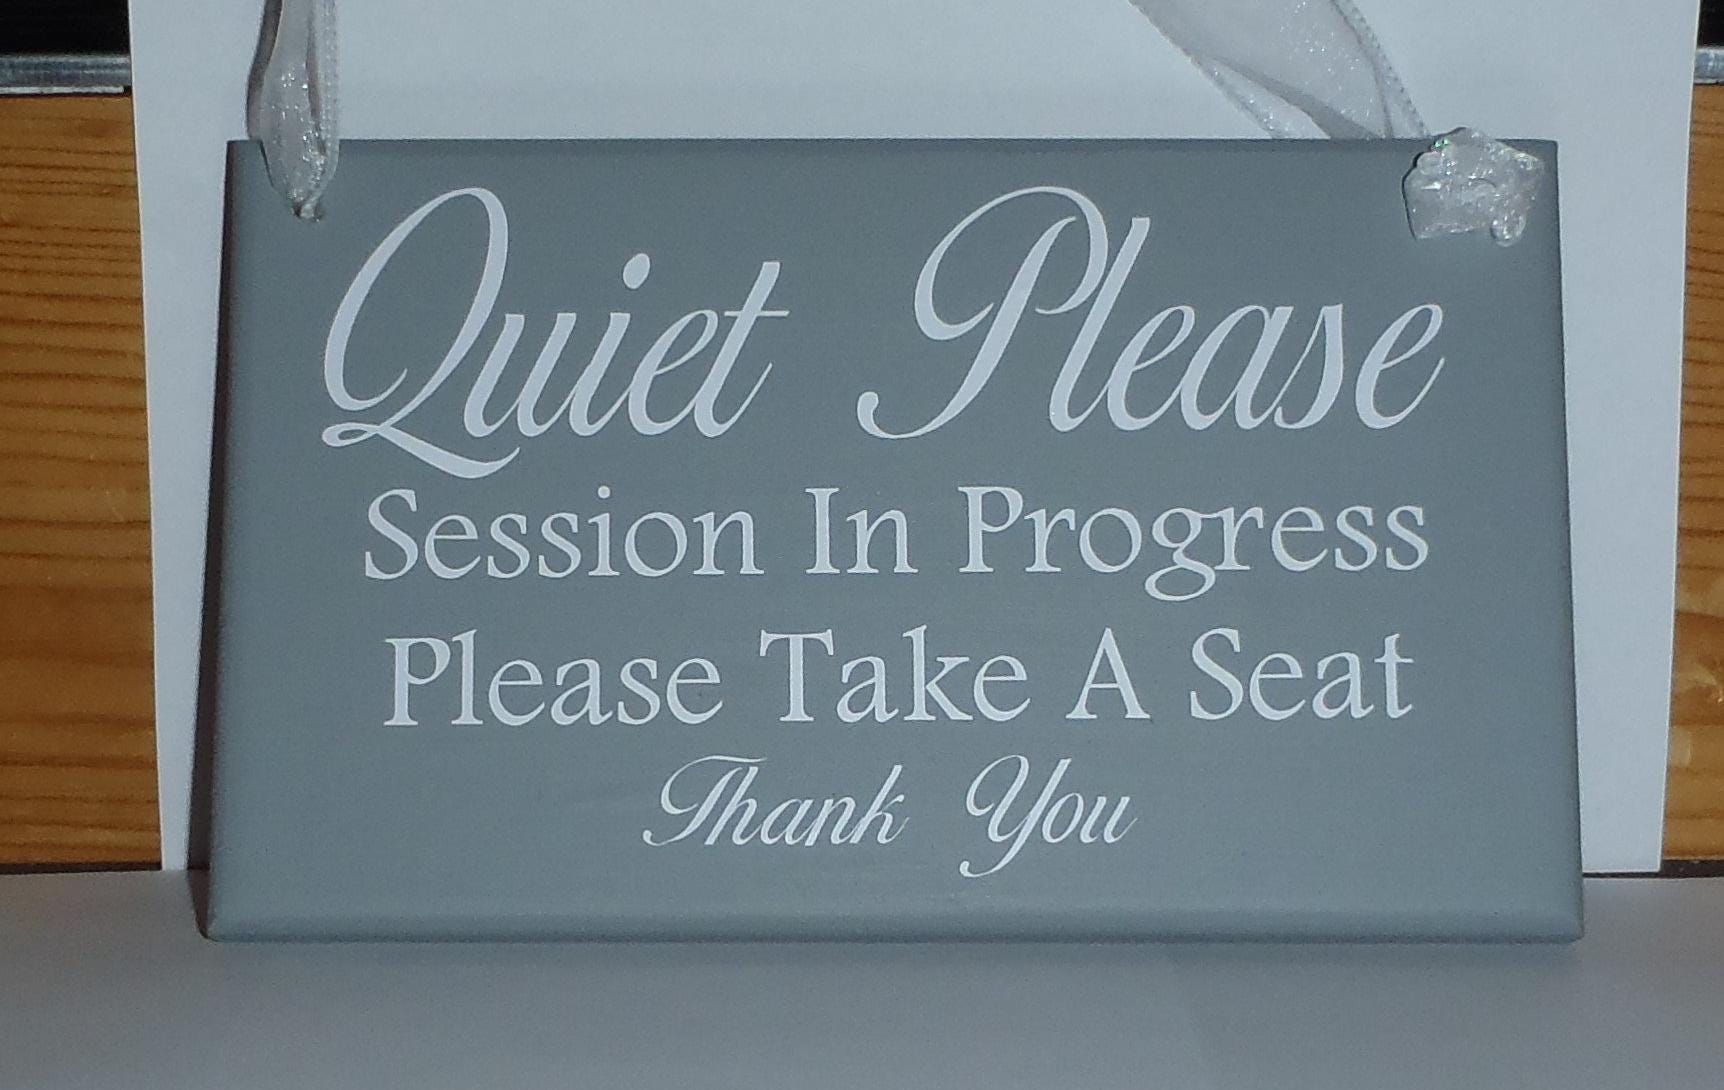 Quiet Please
Session In Progress
Please Take A Seat
Thank You